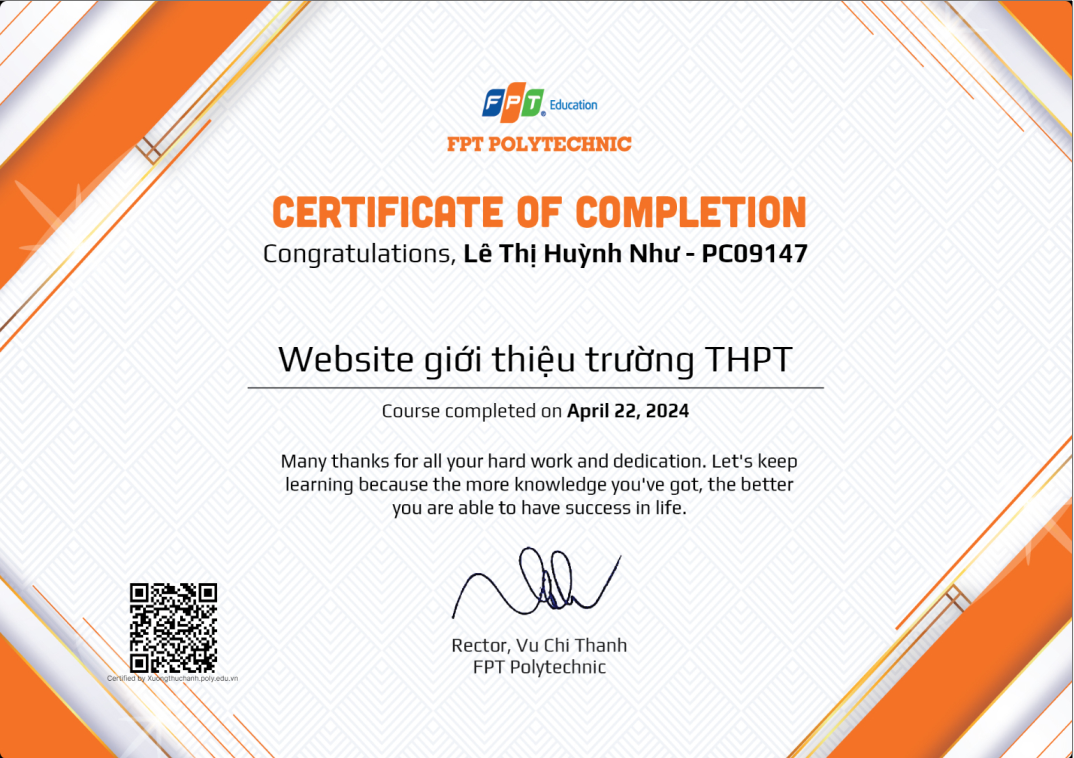 FPT Education
FPT POLYTECHNIC
CERTIFICATE OF COMPLETION
Congratulations, Lê Thị Huỳnh Như - PC09147
Website giới thiệu trường THPT
Course completed on April 22, 2024
Many thanks for all your hard work and dedication. Let's keep
learning because the more knowledge you've got, the better
you are able to have success in life.
Rector, Vu Chi Thanh
FPT Polytechnic
Certified by Xuongthuchanh.poly.edu.vn